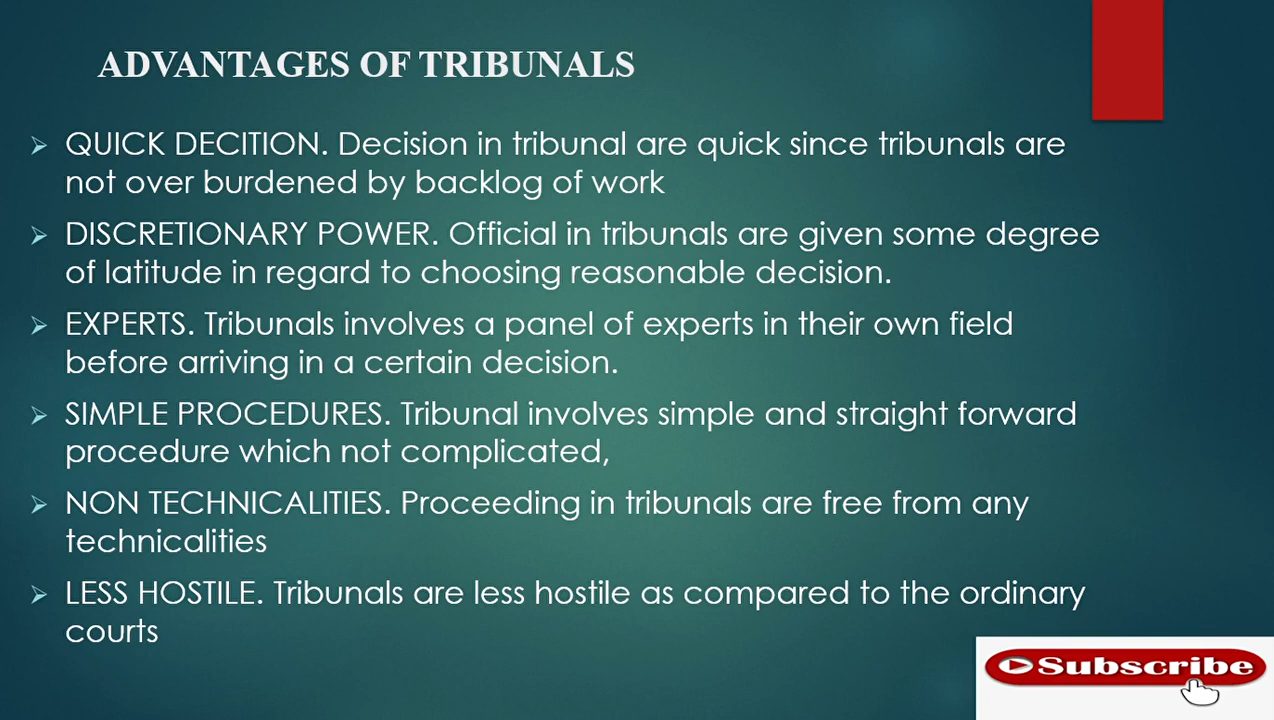 ADVANTAGES OF TRIBUNALS
➢ QUICK DECITION. Decision in tribunal are quick since tribunals are
not over burdened by backlog of work
➢ DISCRETIONARY POWER. Official in tribunals are given some degree
of latitude in regard to choosing reasonable decision.
➢ EXPERTS. Tribunals involves a panel of experts in their own field
before arriving in a certain decision.
➢ SIMPLE PROCEDURES. Tribunal involves simple and straight forward
procedure which not complicated,
➢ NON TECHNICALITIES. Proceeding in tribunals are free from any
technicalities
➢ LESS HOSTILE. Tribunals are less hostile as compared to the ordinary
courts
Subscribe